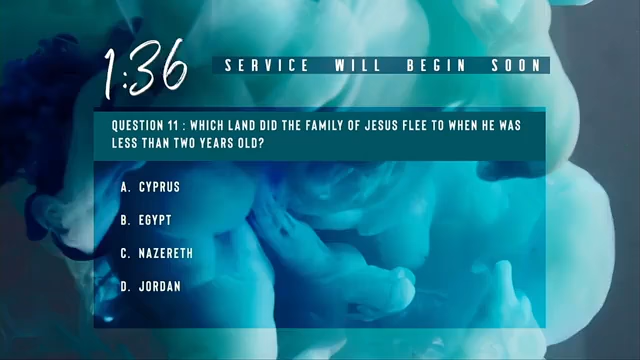 1:36
SERVICE WILL BEGIN SOON
QUESTION 11 : WHICH LAND DID THE FAMILY OF JESUS FLEE TO WHEN HE WAS
LESS THAN TWO YEARS OLD?
A. CYPRUS
B. EGYPT
C. NAZERETH
D. JORDAN